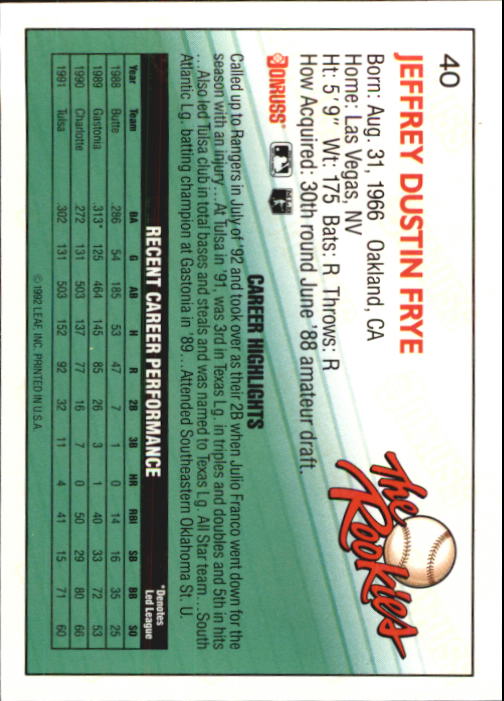 40
JEFFREY DUSTIN FRYE
Born: Aug. 31, 1966 Oakland, CA
Home: Las Vegas, NV
Ht: 5'9" Wt: 175 Bats: R Throws: R
How Acquired: 30th round June '88 amateur draft.
The Rookies
DONRUSS
CAREER HIGHLIGHTS
Called up to Rangers in July of '92 and took over as their 2B when Julio Franco went down for the
season with an injury...At Tulsa in '91, was 3rd in Texas Lg. in triples and doubles and 5th in hits
...Also led Tulsa club in total bases and steals and was named to Texas Lg. All Star team...South
Atlantic Lg. batting champion at Gastonia in '89...Attended Southeastern Oklahoma St. U.
RECENT CAREER PERFORMANCE
*Denotes
Led League
Year Team BA G AB H R 2B 3B HR RBI SB BB SO
1988 Butte .286 54 185 53 47 7 1 0 14 16 35 25
1989 Gastonia .313* 125 464 145 85 26 3 1 40 33 72 53
1990 Charlotte .272 131 503 137 77 16 7 0 50 29 80 66
1991 Tulsa .302 131 503 152 92 32 11 4 41 15 71 60
© 1992 LEAF, INC. PRINTED IN U.S.A.